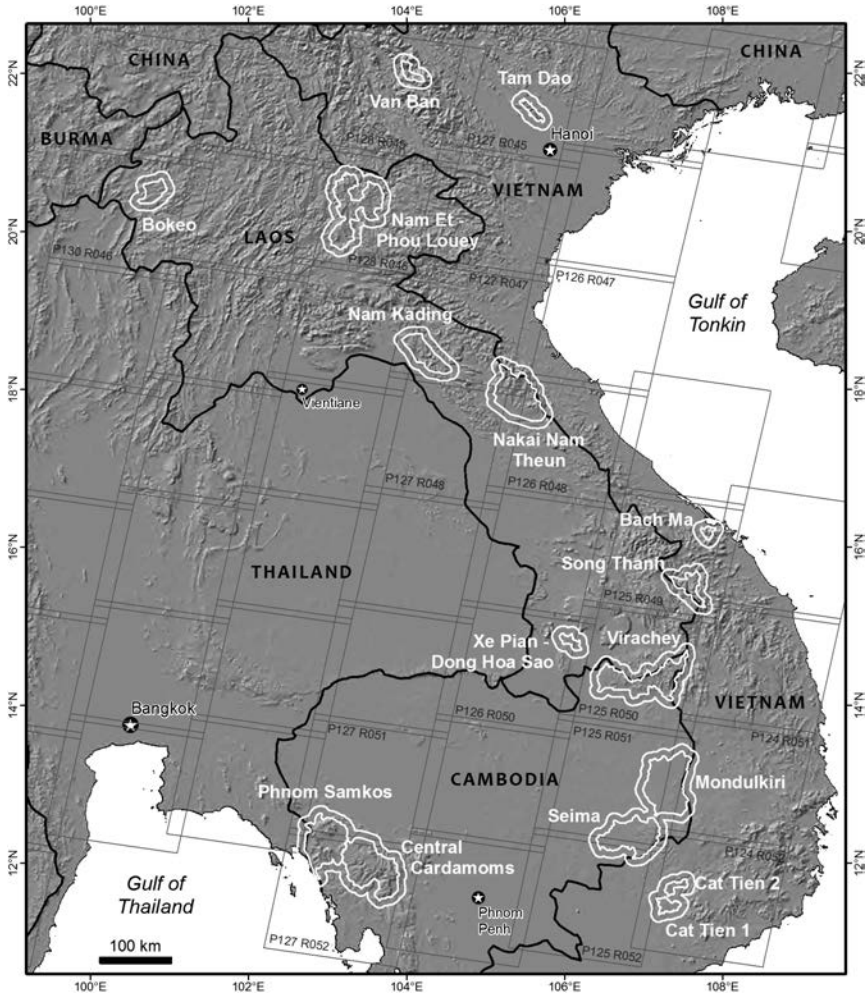 100°E
102°E
104°E
106°E
108°E
22°N
20°N
18°N
16°N
14°N
12°N
CHINA
CHINA
Tam Dao
Van Ban
BURMA
P128 R045
P127 R045
Hanoi
VIETNAM
Bokeo
Nam Et -
Phou Louey
LAOS
P130 R046
P128 R046
P127 R047
P126 R047
Gulf of
Tonkin
Nam Kading
Vientiane
Nakai Nam
Theun
P127 R048
P126 R048
Bach Ma
Song Thanh
THAILAND
P125 R049
Xe Pian -
Dong Hoa Sao
Virachey
VIETNAM
Bangkok
P126 R050
P125 R050
P127 R051
P125 R051
P124 R051
CAMBODIA
Mondulkiri
Phnom Samkos
Seima
Central
Cardamoms
P124 R052
Cat Tien 2
Gulf of
Thailand
Phnom
Penh
Cat Tien 1
100 km
P127 R052
P125 R052
100°E
102°E
104°E
106°E
108°E
22°N
20°N
18°N
16°N
14°N
12°N